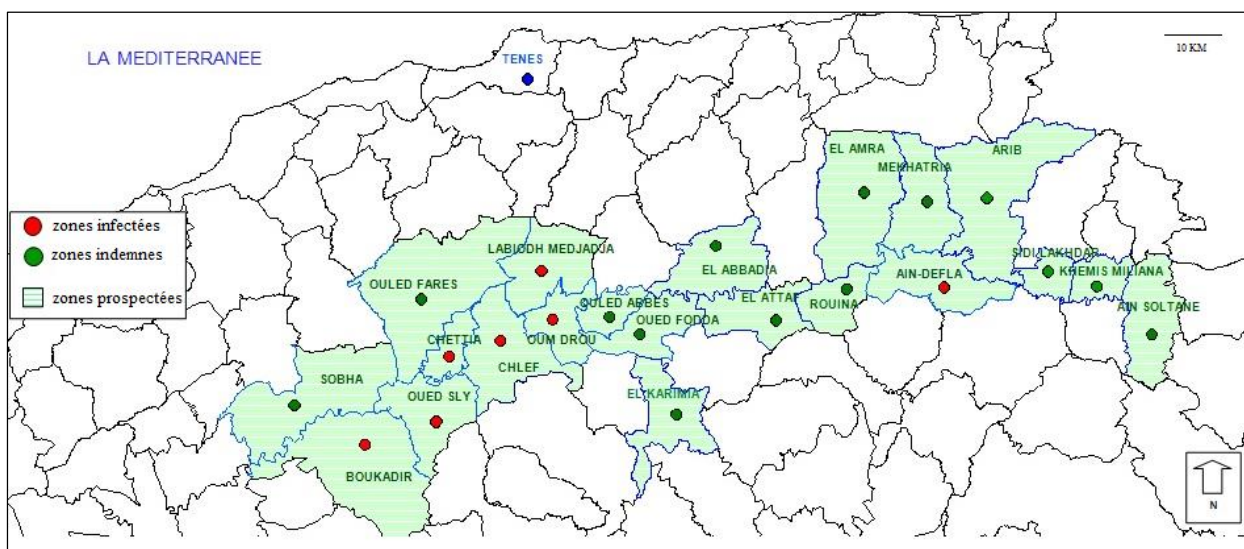 LA MEDITERRANEE
TENES
10 KM
EL AMRA
MEKHATRIA
ARIB
zones infectées
zones indemnes
zones prospectées
LABIODH MEDJADJA
SIDI LAKHDAR
KHEMIS MILIANA
EL ABBADIA
AIN-DEFLA
OULED FARES
EL ATTAF
ROUINA
OULED ABBES
AIN SOLTANE
OUED FODDA
CHETTIA
OUM DROU
CHLEF
SOBHA
OUED SLY
EL KARIMIA
BOUKADIR
N